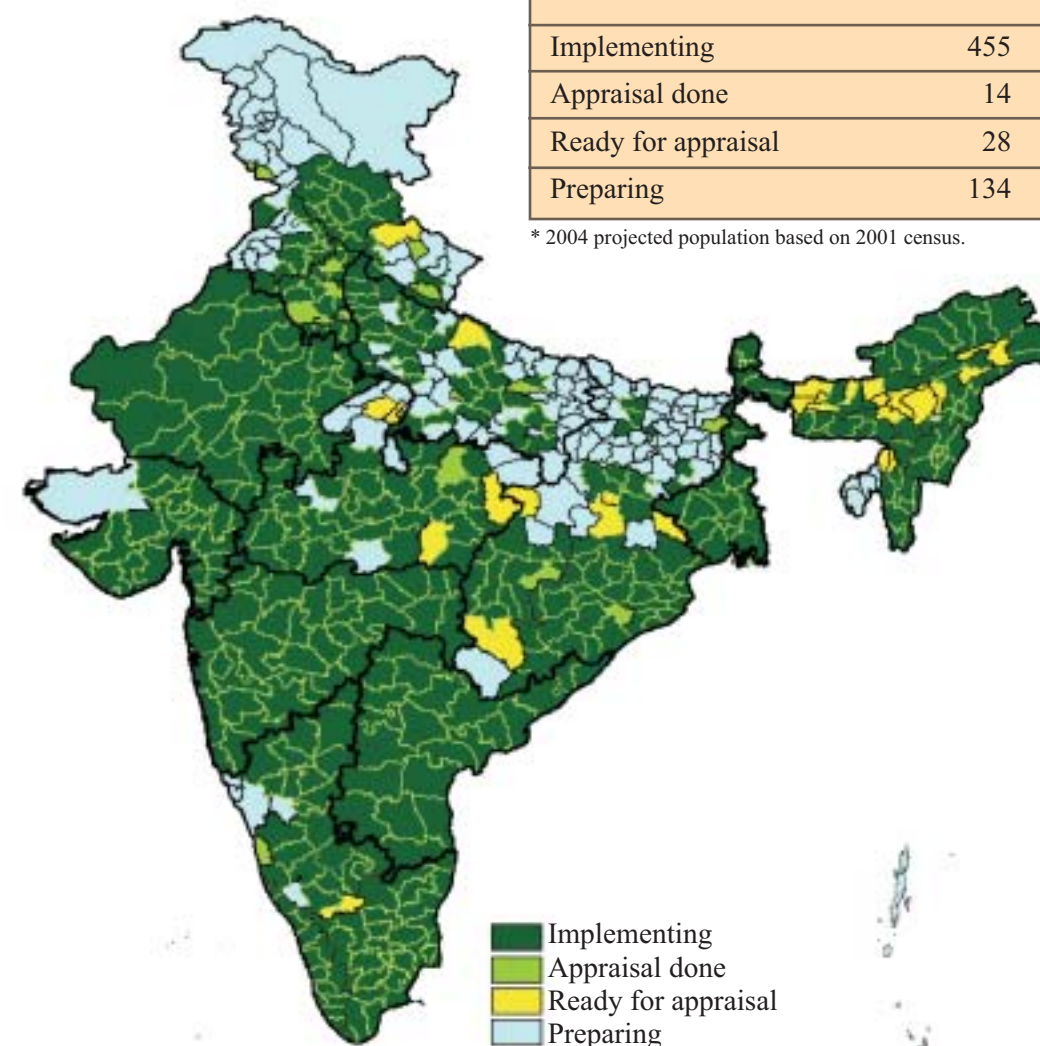 Implementing 455
Appraisal done 14
Ready for appraisal 28
Preparing 134
* 2004 projected population based on 2001 census.
Implementing
Appraisal done
Ready for appraisal
Preparing